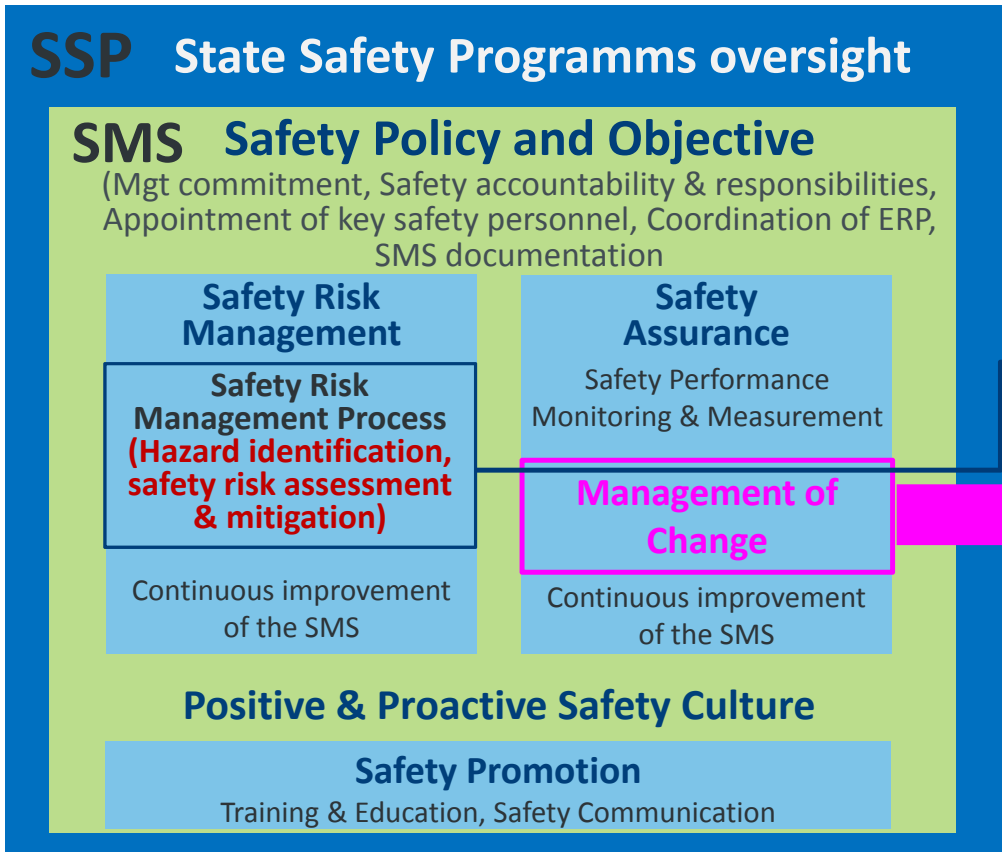 SSP State Safety Programms oversight
SMS Safety Policy and Objective
(Mgt commitment, Safety accountability & responsibilities,
Appointment of key safety personnel, Coordination of ERP,
SMS documentation
Safety Risk
Management
Safety Risk
Management Process
(Hazard identification,
safety risk assessment
& mitigation)
Continuous improvement
of the SMS
Safety
Assurance
Safety Performance
Monitoring & Measurement
Management of
Change
Continuous improvement
of the SMS
Positive & Proactive Safety Culture
Safety Promotion
Training & Education, Safety Communication